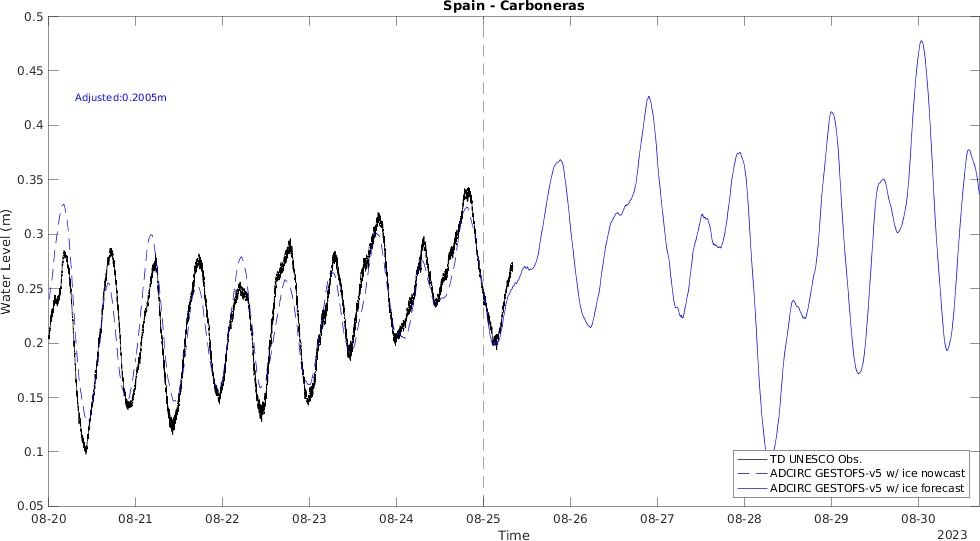 Spain - Carboneras
0.5
0.45
0.4
0.35
0.3
0.25
0.2
0.15
0.1
0.05
Water Level (m)
Adjusted:0.2005m
TD UNESCO Obs.
ADCIRC GESTOFS-v5 w/ ice nowcast
ADCIRC GESTOFS-v5 w/ ice forecast
08-20 08-21 08-22 08-23 08-24 08-25 08-26 08-27 08-28 08-29 08-30
Time
2023